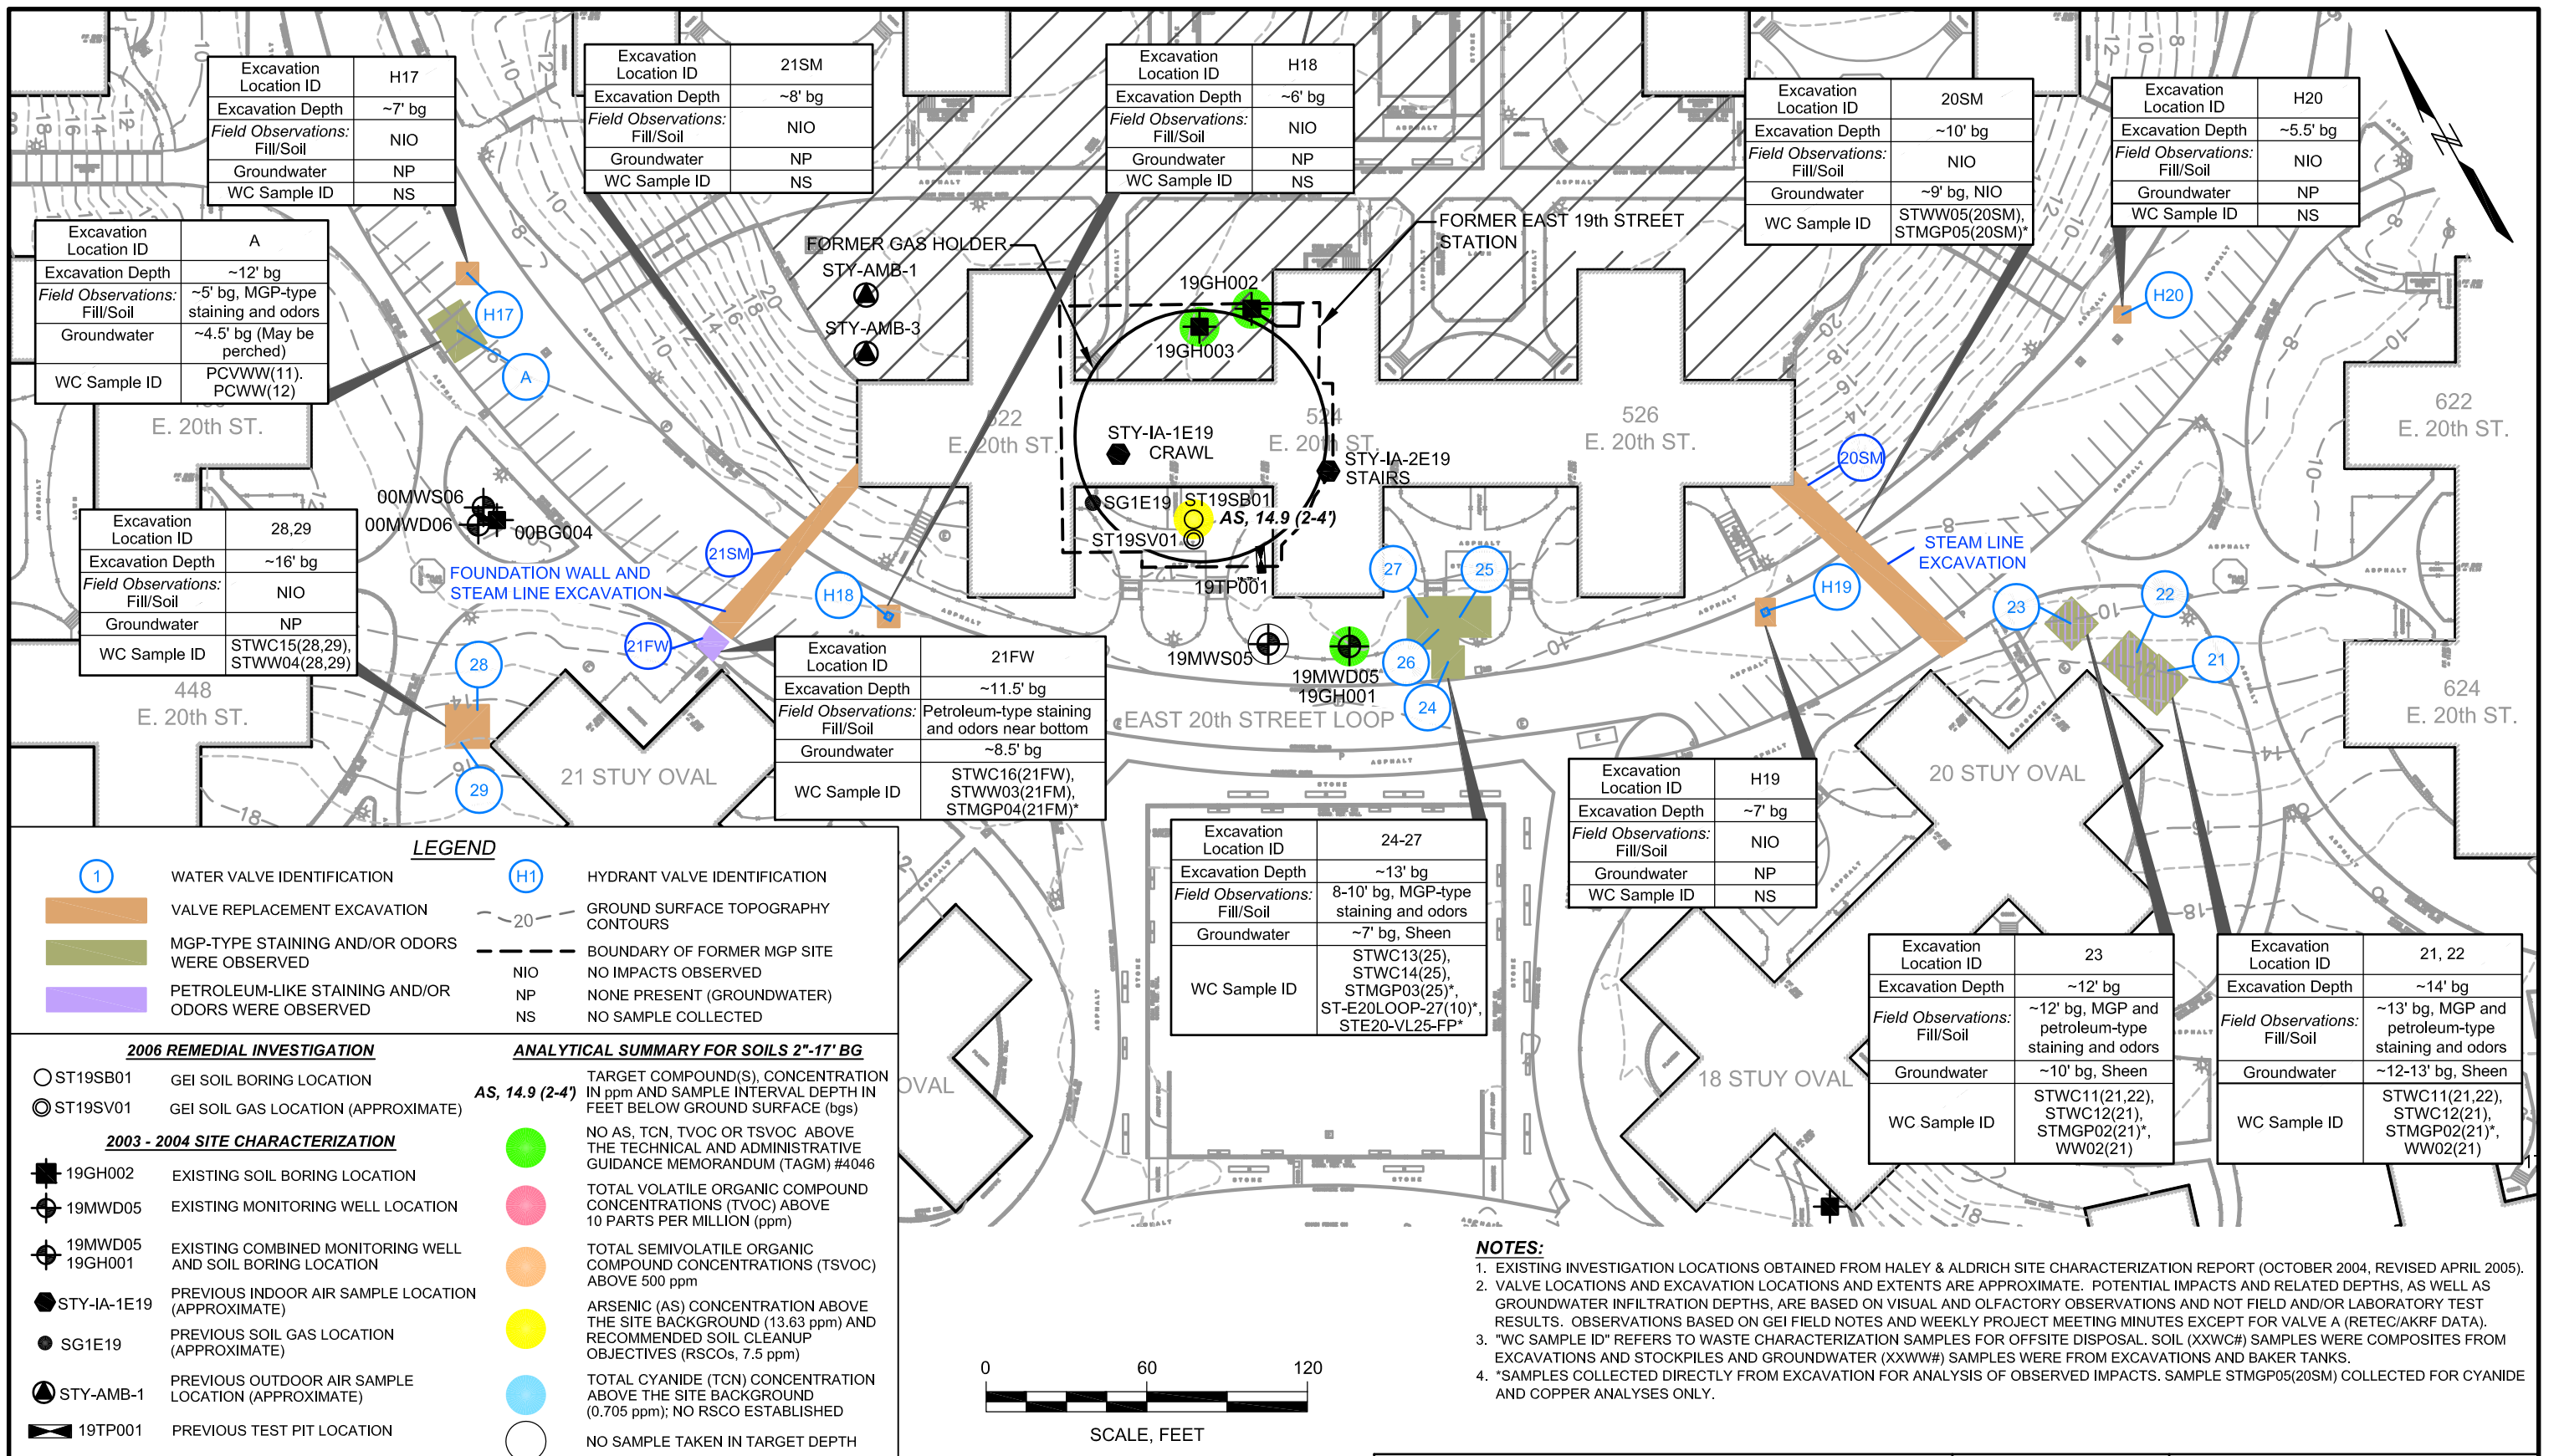 Excavation
Location ID
H17
Excavation Depth
~7' bg
Field Observations:
Fill/Soil
NIO
Groundwater
NP
WC Sample ID
NS
Excavation
Location ID
21SM
Excavation Depth
~8' bg
Field Observations:
Fill/Soil
NIO
Groundwater
NP
WC Sample ID
NS
Excavation
Location ID
H18
Excavation Depth
~6' bg
Field Observations:
Fill/Soil
NIO
Groundwater
NP
WC Sample ID
NS
Excavation
Location ID
20SM
Excavation Depth
~10' bg
Field Observations:
Fill/Soil
NIO
Groundwater
~9' bg, NIO
WC Sample ID
STWW05(20SM),
STMGP05(20SM)*
Excavation
Location ID
H20
Excavation Depth
~5.5' bg
Field Observations:
Fill/Soil
NIO
Groundwater
NP
WC Sample ID
NS
Excavation
Location ID
A
Excavation Depth
~12' bg
Field Observations:
Fill/Soil
~5' bg, MGP-type
staining and odors
Groundwater
~4.5' bg (May be
perched)
WC Sample ID
PCVWW(11).
PCWW(12)
E. 20th ST.
H17
A
FORMER GAS HOLDER
STY-AMB-1
STY-AMB-3
FORMER EAST 19th STREET
STATION
19GH002
19GH003
522
E. 20th ST.
524
E. 20th ST.
526
E. 20th ST.
622
E. 20th ST.
H20
STY-IA-1E19
CRAWL
STY-IA-2E19
STAIRS
SG1E19
ST19SB01
AS, 14.9 (2-4')
ST19SV01
19TP001
20SM
STEAM LINE
EXCAVATION
00MWS06
00MWD06
00BG004
Excavation
Location ID
28,29
Excavation Depth
~16' bg
Field Observations:
Fill/Soil
NIO
Groundwater
NP
WC Sample ID
STWC15(28,29),
STWW04(28,29)
FOUNDATION WALL AND
STEAM LINE EXCAVATION
21SM
H18
21FW
27
25
26
24
19MWS05
19MWD05
19GH001
H19
23
22
21
448
E. 20th ST.
28
29
21 STUY OVAL
Excavation
Location ID
21FW
Excavation Depth
~11.5' bg
Field Observations:
Fill/Soil
Petroleum-type staining
and odors near bottom
Groundwater
~8.5' bg
WC Sample ID
STWC16(21FW),
STWW03(21FM),
STMGP04(21FM)*
EAST 20th STREET LOOP
624
E. 20th ST.
20 STUY OVAL
18 STUY OVAL
OVAL
Excavation
Location ID
24-27
Excavation Depth
~13' bg
Field Observations:
Fill/Soil
8-10' bg, MGP-type
staining and odors
Groundwater
~7' bg, Sheen
WC Sample ID
STWC13(25),
STWC14(25),
STMGP03(25)*,
ST-E20LOOP-27(10)*,
STE20-VL25-FP*
Excavation
Location ID
H19
Excavation Depth
~7' bg
Field Observations:
Fill/Soil
NIO
Groundwater
NP
WC Sample ID
NS
Excavation
Location ID
23
Excavation Depth
~12' bg
Field Observations:
Fill/Soil
~12' bg, MGP and
petroleum-type
staining and odors
Groundwater
~10' bg, Sheen
WC Sample ID
STWC11(21,22),
STWC12(21),
STMGP02(21)*,
WW02(21)
Excavation
Location ID
21, 22
Excavation Depth
~14' bg
Field Observations:
Fill/Soil
~13' bg, MGP and
petroleum-type
staining and odors
Groundwater
~12-13' bg, Sheen
WC Sample ID
STWC11(21,22),
STWC12(21),
STMGP02(21)*,
WW02(21)
LEGEND
1
WATER VALVE IDENTIFICATION
VALVE REPLACEMENT EXCAVATION
MGP-TYPE STAINING AND/OR ODORS
WERE OBSERVED
PETROLEUM-LIKE STAINING AND/OR
ODORS WERE OBSERVED
H1
HYDRANT VALVE IDENTIFICATION
20
GROUND SURFACE TOPOGRAPHY
CONTOURS
BOUNDARY OF FORMER MGP SITE
NIO
NO IMPACTS OBSERVED
NP
NONE PRESENT (GROUNDWATER)
NS
NO SAMPLE COLLECTED
2006 REMEDIAL INVESTIGATION
ST19SB01
GEI SOIL BORING LOCATION
ST19SV01
GEI SOIL GAS LOCATION (APPROXIMATE)
2003 - 2004 SITE CHARACTERIZATION
19GH002
EXISTING SOIL BORING LOCATION
19MWD05
EXISTING MONITORING WELL LOCATION
19MWD05
19GH001
EXISTING COMBINED MONITORING WELL
AND SOIL BORING LOCATION
STY-IA-1E19
PREVIOUS INDOOR AIR SAMPLE LOCATION
(APPROXIMATE)
SG1E19
PREVIOUS SOIL GAS LOCATION
(APPROXIMATE)
STY-AMB-1
PREVIOUS OUTDOOR AIR SAMPLE
LOCATION (APPROXIMATE)
19TP001
PREVIOUS TEST PIT LOCATION
ANALYTICAL SUMMARY FOR SOILS 2"-17' BG
AS, 14.9 (2-4')
TARGET COMPOUND(S), CONCENTRATION
IN ppm AND SAMPLE INTERVAL DEPTH IN
FEET BELOW GROUND SURFACE (bgs)
NO AS, TCN, TVOC OR TSVOC ABOVE
THE TECHNICAL AND ADMINISTRATIVE
GUIDANCE MEMORANDUM (TAGM) #4046
TOTAL VOLATILE ORGANIC COMPOUND
CONCENTRATIONS (TVOC) ABOVE
10 PARTS PER MILLION (ppm)
TOTAL SEMIVOLATILE ORGANIC
COMPOUND CONCENTRATIONS (TSVOC)
ABOVE 500 ppm
ARSENIC (AS) CONCENTRATION ABOVE
THE SITE BACKGROUND (13.63 ppm) AND
RECOMMENDED SOIL CLEANUP
OBJECTIVES (RSCOs, 7.5 ppm)
TOTAL CYANIDE (TCN) CONCENTRATION
ABOVE THE SITE BACKGROUND
(0.705 ppm); NO RSCO ESTABLISHED
NO SAMPLE TAKEN IN TARGET DEPTH
0 60 120
SCALE, FEET
NOTES:
1. EXISTING INVESTIGATION LOCATIONS OBTAINED FROM HALEY & ALDRICH SITE CHARACTERIZATION REPORT (OCTOBER 2004, REVISED APRIL 2005).
2. VALVE LOCATIONS AND EXCAVATION LOCATIONS AND EXTENTS ARE APPROXIMATE. POTENTIAL IMPACTS AND RELATED DEPTHS, AS WELL AS
GROUNDWATER INFILTRATION DEPTHS, ARE BASED ON VISUAL AND OLFACTORY OBSERVATIONS AND NOT FIELD AND/OR LABORATORY TEST
RESULTS. OBSERVATIONS BASED ON GEI FIELD NOTES AND WEEKLY PROJECT MEETING MINUTES EXCEPT FOR VALVE A (RETEC/AKRF DATA).
3. "WC SAMPLE ID" REFERS TO WASTE CHARACTERIZATION SAMPLES FOR OFFSITE DISPOSAL. SOIL (XXWC#) SAMPLES WERE COMPOSITES FROM
EXCAVATIONS AND STOCKPILES AND GROUNDWATER (XXWW#) SAMPLES WERE FROM EXCAVATIONS AND BAKER TANKS.
4. *SAMPLES COLLECTED DIRECTLY FROM EXCAVATION FOR ANALYSIS OF OBSERVED IMPACTS. SAMPLE STMGP05(20SM) COLLECTED FOR CYANIDE
AND COPPER ANALYSES ONLY.